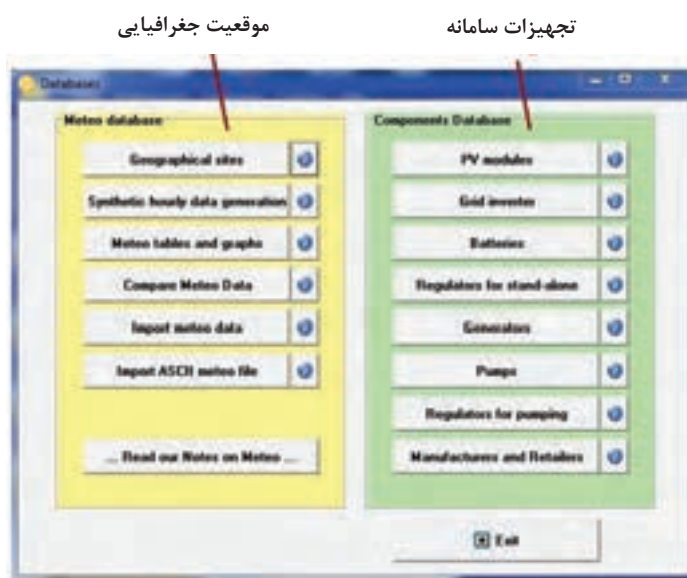 موقعیت جغرافیایی
تجهیزات سامانه
Databases
Meteo database
Geographical sites
Synthetic hourly data generation
Meteo tables and graphs
Compare Meteo Data
Import meteo data
Import ASCII meteo file
... Read our Notes on Meteo ...
Components Database
PV modules
Grid inverter
Batteries
Regulators for stand-alone
Generators
Pumps
Regulators for pumping
Manufacturers and Retailers
Exit